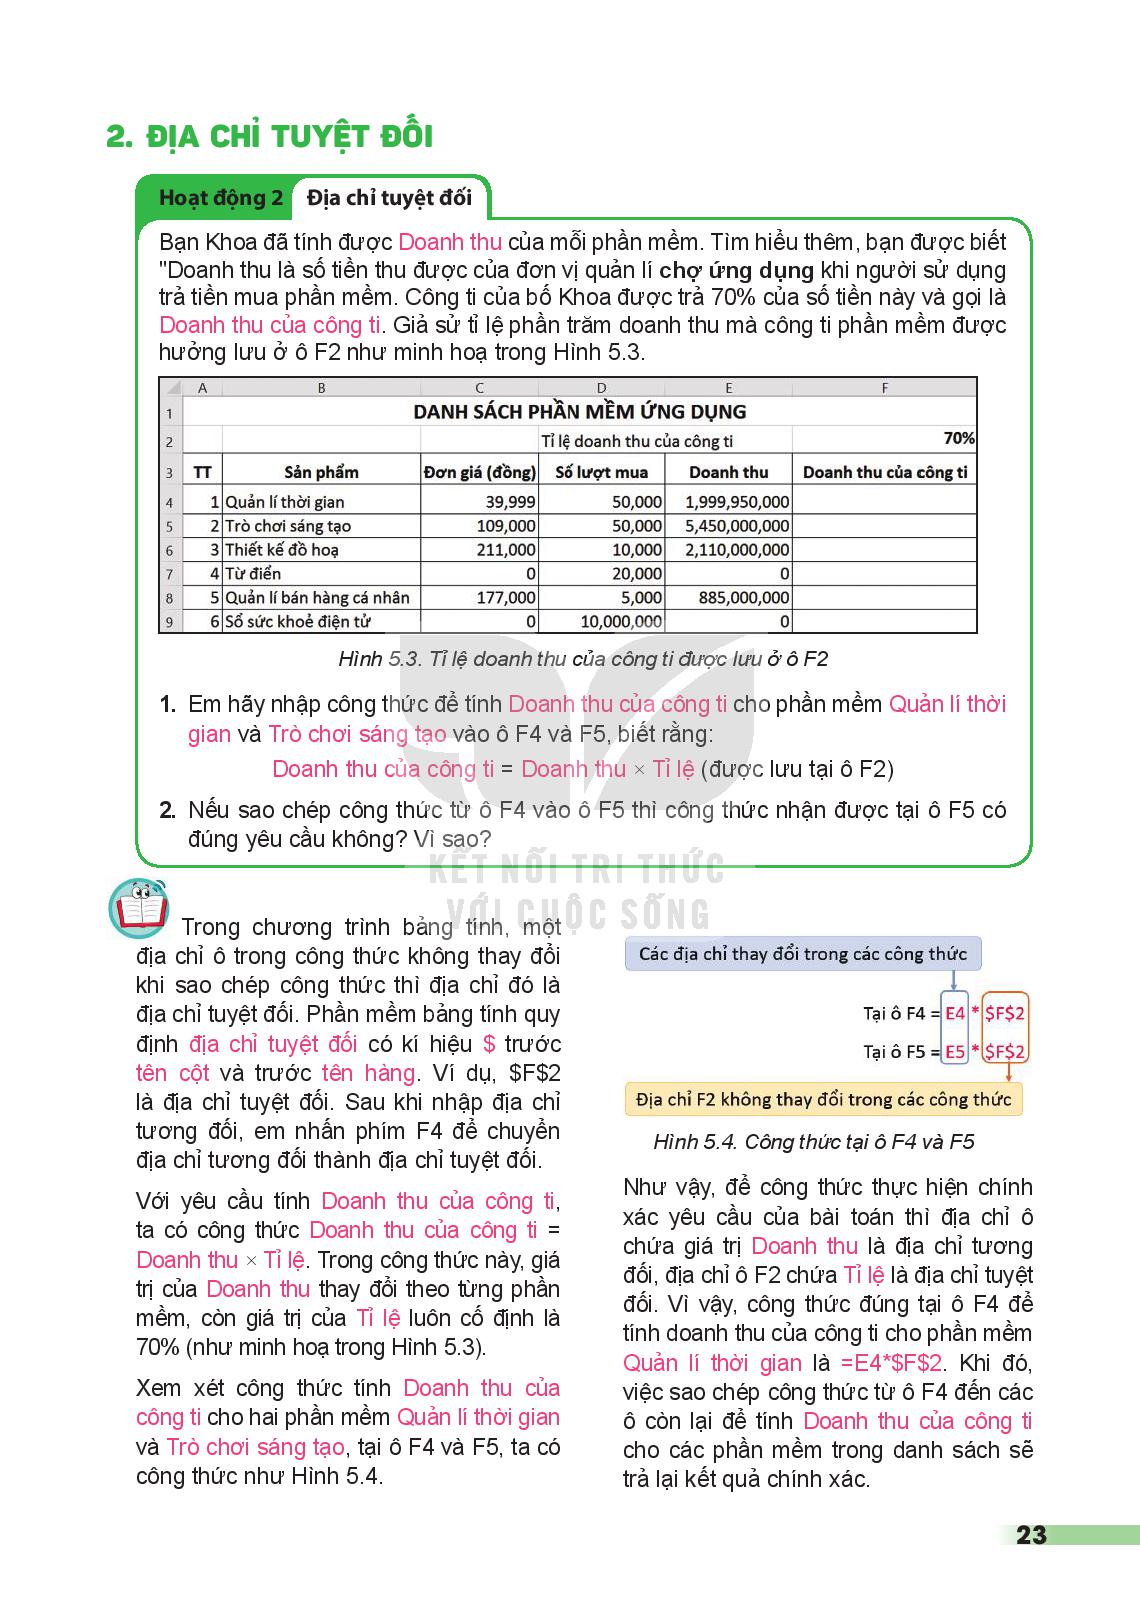 2. ĐỊA CHỈ TUYỆT ĐỐI
Hoạt động 2 Địa chỉ tuyệt đối
Bạn Khoa đã tính được Doanh thu của mỗi phần mềm. Tìm hiểu thêm, bạn được biết
"Doanh thu là số tiền thu được của đơn vị quản lí chợ ứng dụng khi người sử dụng
trả tiền mua phần mềm. Công ti của bố Khoa được trả 70% của số tiền này và gọi là
Doanh thu của công ti. Giả sử tỉ lệ phần trăm doanh thu mà công ti phần mềm được
hưởng lưu ở ô F2 như minh hoạ trong Hình 5.3.
A B C D E F
1 DANH SÁCH PHẦN MỀM ỨNG DỤNG
2 Tỉ lệ doanh thu của công ti 70%
3 TT Sản phẩm Đơn giá (đồng) Số lượt mua Doanh thu Doanh thu của công ti
4 1 Quản lí thời gian 39,999 50,000 1,999,950,000
5 2 Trò chơi sáng tạo 109,000 50,000 5,450,000,000
6 3 Thiết kế đồ hoạ 211,000 10,000 2,110,000,000
7 4 Từ điển 0 20,000 0
8 5 Quản lí bán hàng cá nhân 177,000 5,000 885,000,000
9 6 Sổ sức khoẻ điện tử 0 10,000,000 0
Hình 5.3. Tỉ lệ doanh thu của công ti được lưu ở ô F2
1. Em hãy nhập công thức để tính Doanh thu của công ti cho phần mềm Quản lí thời
gian và Trò chơi sáng tạo vào ô F4 và F5, biết rằng:
Doanh thu của công ti = Doanh thu × Tỉ lệ (được lưu tại ô F2)
2. Nếu sao chép công thức từ ô F4 vào ô F5 thì công thức nhận được tại ô F5 có
đúng yêu cầu không? Vì sao?
KẾT NỐI TRI THỨC
VỚI CUỘC SỐNG
Trong chương trình bảng tính, một
địa chỉ ô trong công thức không thay đổi
khi sao chép công thức thì địa chỉ đó là
địa chỉ tuyệt đối. Phần mềm bảng tính quy
định địa chỉ tuyệt đối có kí hiệu $ trước
tên cột và trước tên hàng. Ví dụ, $F$2
là địa chỉ tuyệt đối. Sau khi nhập địa chỉ
tương đối, em nhấn phím F4 để chuyển
địa chỉ tương đối thành địa chỉ tuyệt đối.
Với yêu cầu tính Doanh thu của công ti,
ta có công thức Doanh thu của công ti =
Doanh thu × Tỉ lệ. Trong công thức này, giá
trị của Doanh thu thay đổi theo từng phần
mềm, còn giá trị của Tỉ lệ luôn cố định là
70% (như minh hoạ trong Hình 5.3).
Xem xét công thức tính Doanh thu của
công ti cho hai phần mềm Quản lí thời gian
và Trò chơi sáng tạo, tại ô F4 và F5, ta có
công thức như Hình 5.4.
Các địa chỉ thay đổi trong các công thức
Tại ô F4 = E4 * $F$2
Tại ô F5 = E5 * $F$2
Địa chỉ F2 không thay đổi trong các công thức
Hình 5.4. Công thức tại ô F4 và F5
Như vậy, để công thức thực hiện chính
xác yêu cầu của bài toán thì địa chỉ ô
chứa giá trị Doanh thu là địa chỉ tương
đối, địa chỉ ô F2 chứa Tỉ lệ là địa chỉ tuyệt
đối. Vì vậy, công thức đúng tại ô F4 để
tính doanh thu của công ti cho phần mềm
Quản lí thời gian là =E4*$F$2. Khi đó,
việc sao chép công thức từ ô F4 đến các
ô còn lại để tính Doanh thu của công ti
cho các phần mềm trong danh sách sẽ
trả lại kết quả chính xác.
23